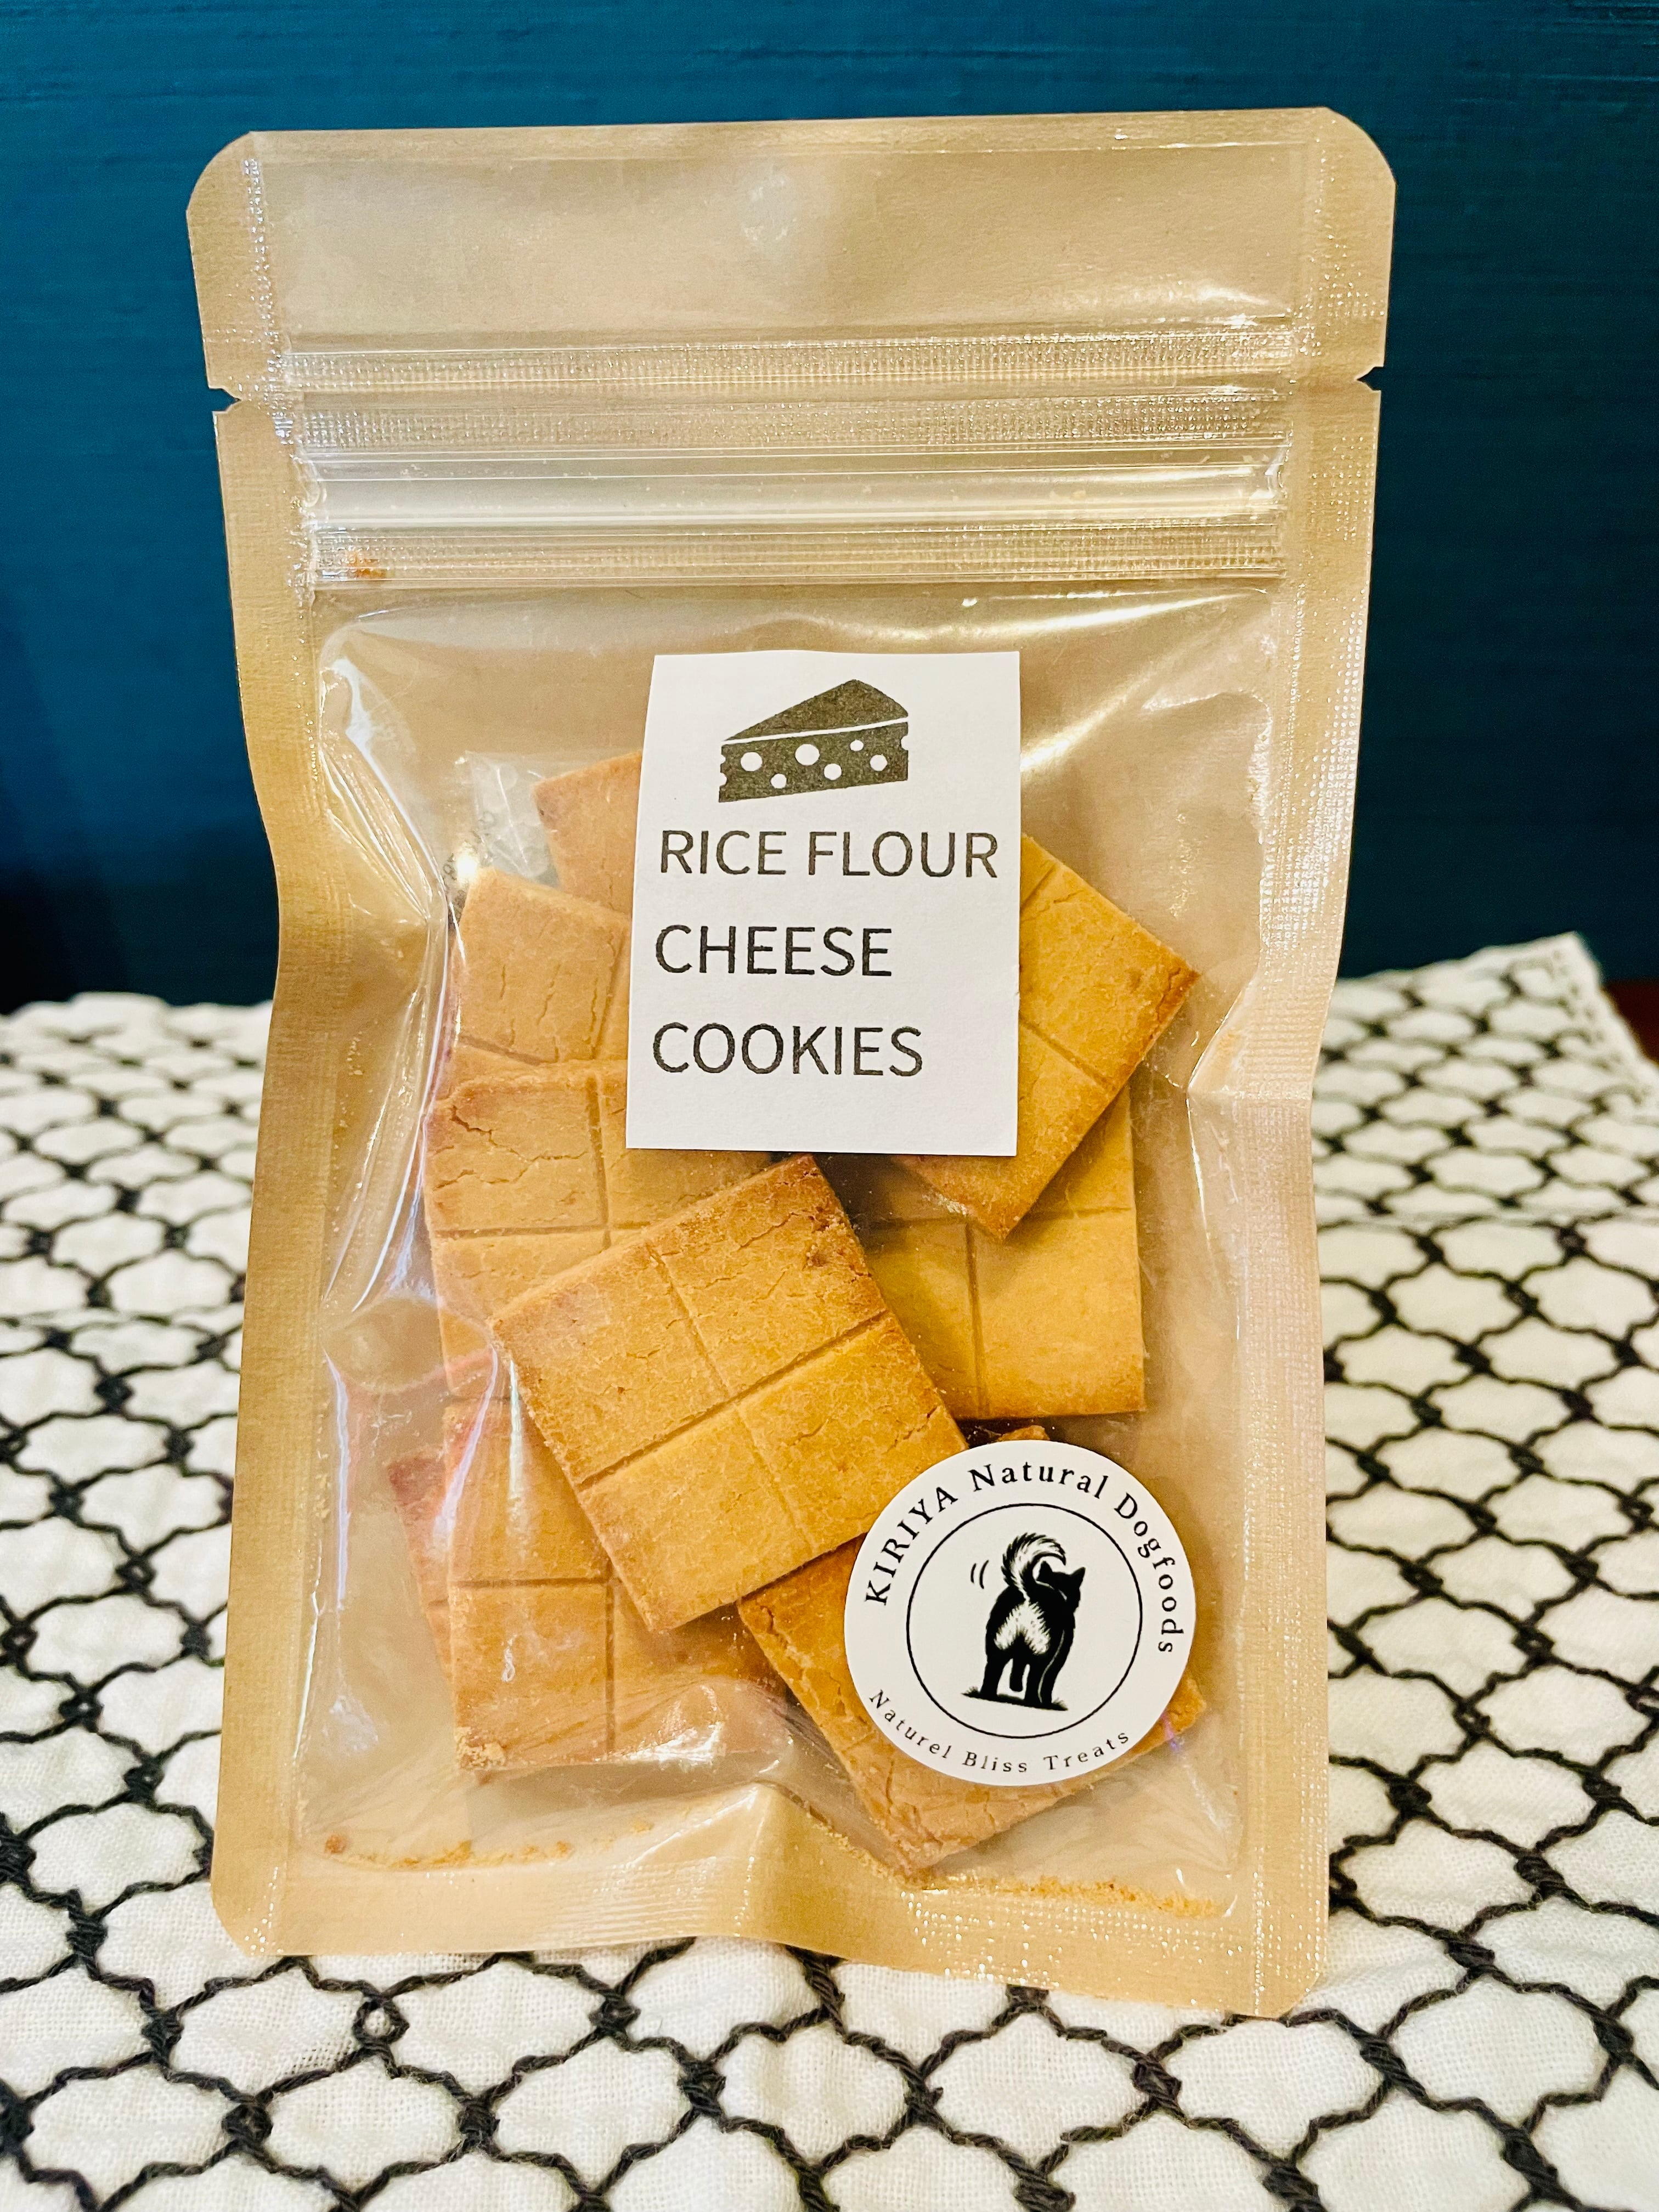 RICE FLOUR
CHEESE
COOKIES
KIRIYA Natural Dogfoods
Naturel Bliss Treats